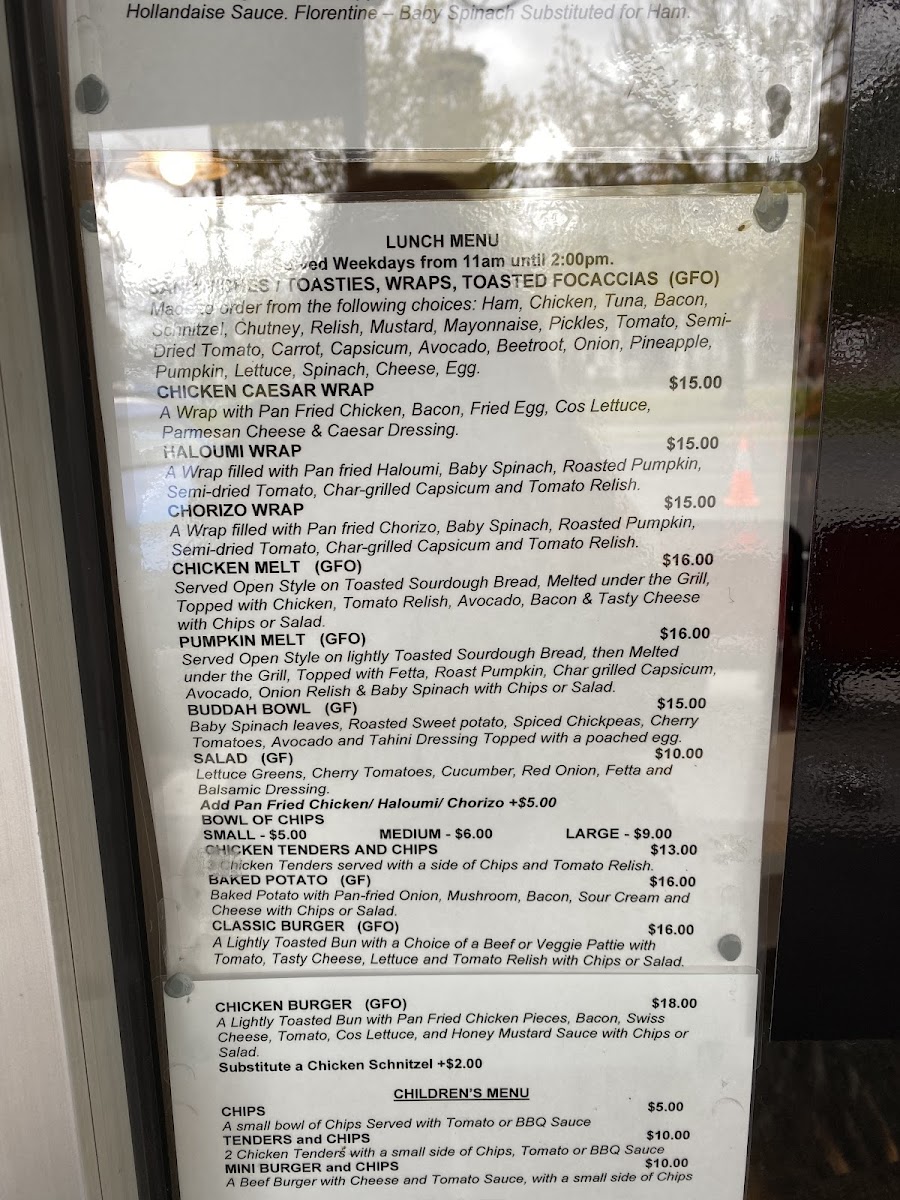 Hollandaise Sauce. Florentine – Baby Spinach Substituted for Ham.
LUNCH MENU
Weekdays from 11am until 2:00pm.
TOASTIES, WRAPS, TOASTED FOCACCIAS (GFO)
Made to order from the following choices: Ham, Chicken, Tuna, Bacon,
Schnitzel, Chutney, Relish, Mustard, Mayonnaise, Pickles, Tomato, Semi-
Dried Tomato, Carrot, Capsicum, Avocado, Beetroot, Onion, Pineapple,
Pumpkin, Lettuce, Spinach, Cheese, Egg.
CHICKEN CAESAR WRAP $15.00
A Wrap with Pan Fried Chicken, Bacon, Fried Egg, Cos Lettuce,
Parmesan Cheese & Caesar Dressing.
HALOUMI WRAP $15.00
A Wrap filled with Pan fried Haloumi, Baby Spinach, Roasted Pumpkin,
Semi-dried Tomato, Char-grilled Capsicum and Tomato Relish.
CHORIZO WRAP $15.00
A Wrap filled with Pan fried Chorizo, Baby Spinach, Roasted Pumpkin,
Semi-dried Tomato, Char-grilled Capsicum and Tomato Relish.
CHICKEN MELT (GFO) $16.00
Served Open Style on Toasted Sourdough Bread, Melted under the Grill,
Topped with Chicken, Tomato Relish, Avocado, Bacon & Tasty Cheese
with Chips or Salad.
PUMPKIN MELT (GFO) $16.00
Served Open Style on lightly Toasted Sourdough Bread, then Melted
under the Grill, Topped with Fetta, Roast Pumpkin, Char grilled Capsicum,
Avocado, Onion Relish & Baby Spinach with Chips or Salad.
BUDDAH BOWL (GF) $15.00
Baby Spinach leaves, Roasted Sweet potato, Spiced Chickpeas, Cherry
Tomatoes, Avocado and Tahini Dressing Topped with a poached egg.
SALAD (GF) $10.00
Lettuce Greens, Cherry Tomatoes, Cucumber, Red Onion, Fetta and
Balsamic Dressing.
Add Pan Fried Chicken/ Haloumi/ Chorizo +$5.00
BOWL OF CHIPS
SMALL - $5.00 MEDIUM - $6.00 LARGE - $9.00
CHICKEN TENDERS AND CHIPS $13.00
3 Chicken Tenders served with a side of Chips and Tomato Relish.
BAKED POTATO (GF) $16.00
Baked Potato with Pan-fried Onion, Mushroom, Bacon, Sour Cream and
Cheese with Chips or Salad.
CLASSIC BURGER (GFO) $16.00
A Lightly Toasted Bun with a Choice of a Beef or Veggie Pattie with
Tomato, Tasty Cheese, Lettuce and Tomato Relish with Chips or Salad.
CHICKEN BURGER (GFO) $18.00
A Lightly Toasted Bun with Pan Fried Chicken Pieces, Bacon, Swiss
Cheese, Tomato, Cos Lettuce, and Honey Mustard Sauce with Chips or
Salad.
Substitute a Chicken Schnitzel +$2.00
CHILDREN'S MENU
CHIPS $5.00
A small bowl of Chips Served with Tomato or BBQ Sauce
TENDERS and CHIPS $10.00
2 Chicken Tenders with a small side of Chips, Tomato or BBQ Sauce
MINI BURGER and CHIPS $10.00
A Beef Burger with Cheese and Tomato Sauce, with a small side of Chips